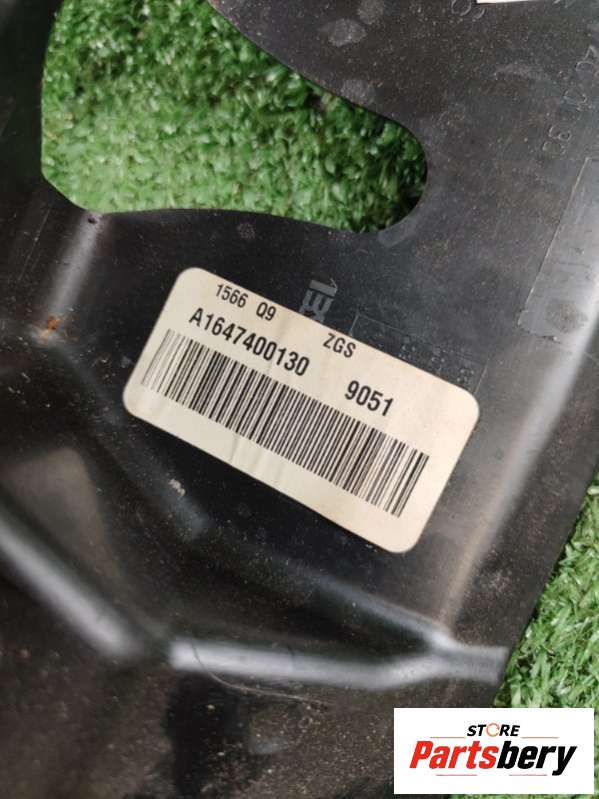 1566 Q9 ZGS
A1647400130 9051
STORE
Partsbery